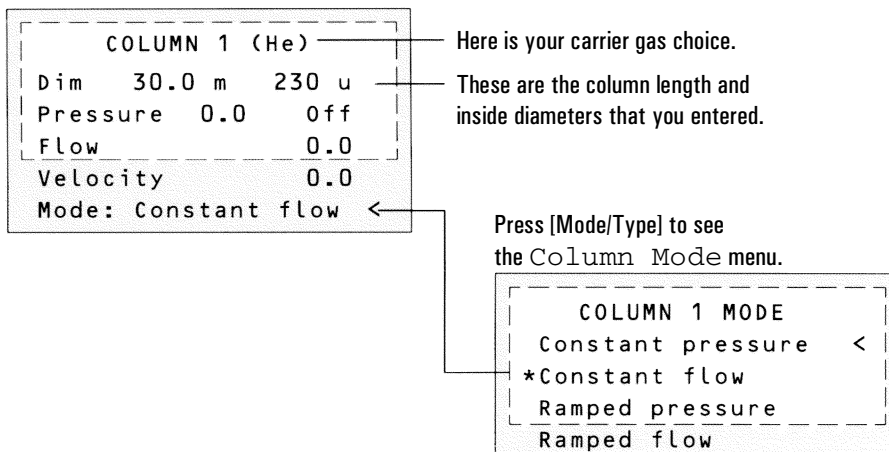 COLUMN 1 (He)
Dim 30.0 m 230 u
Pressure 0.0 Off
Flow 0.0
Velocity 0.0
Mode: Constant flow <
Here is your carrier gas choice.
These are the column length and
inside diameters that you entered.
Press [Mode/Type] to see
the Column Mode menu.
COLUMN 1 MODE
Constant pressure <
*Constant flow
Ramped pressure
Ramped flow